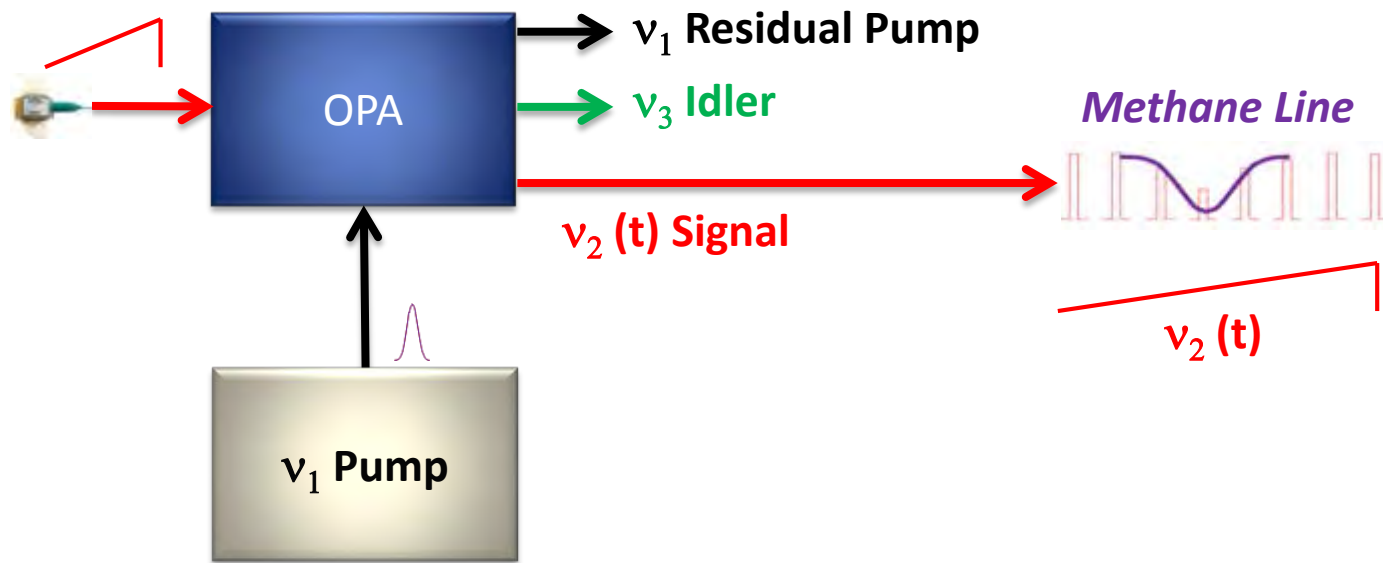 ν₁ Residual Pump
OPA
ν₃ Idler
Methane Line
ν₂ (t) Signal
ν₂ (t)
ν₁ Pump